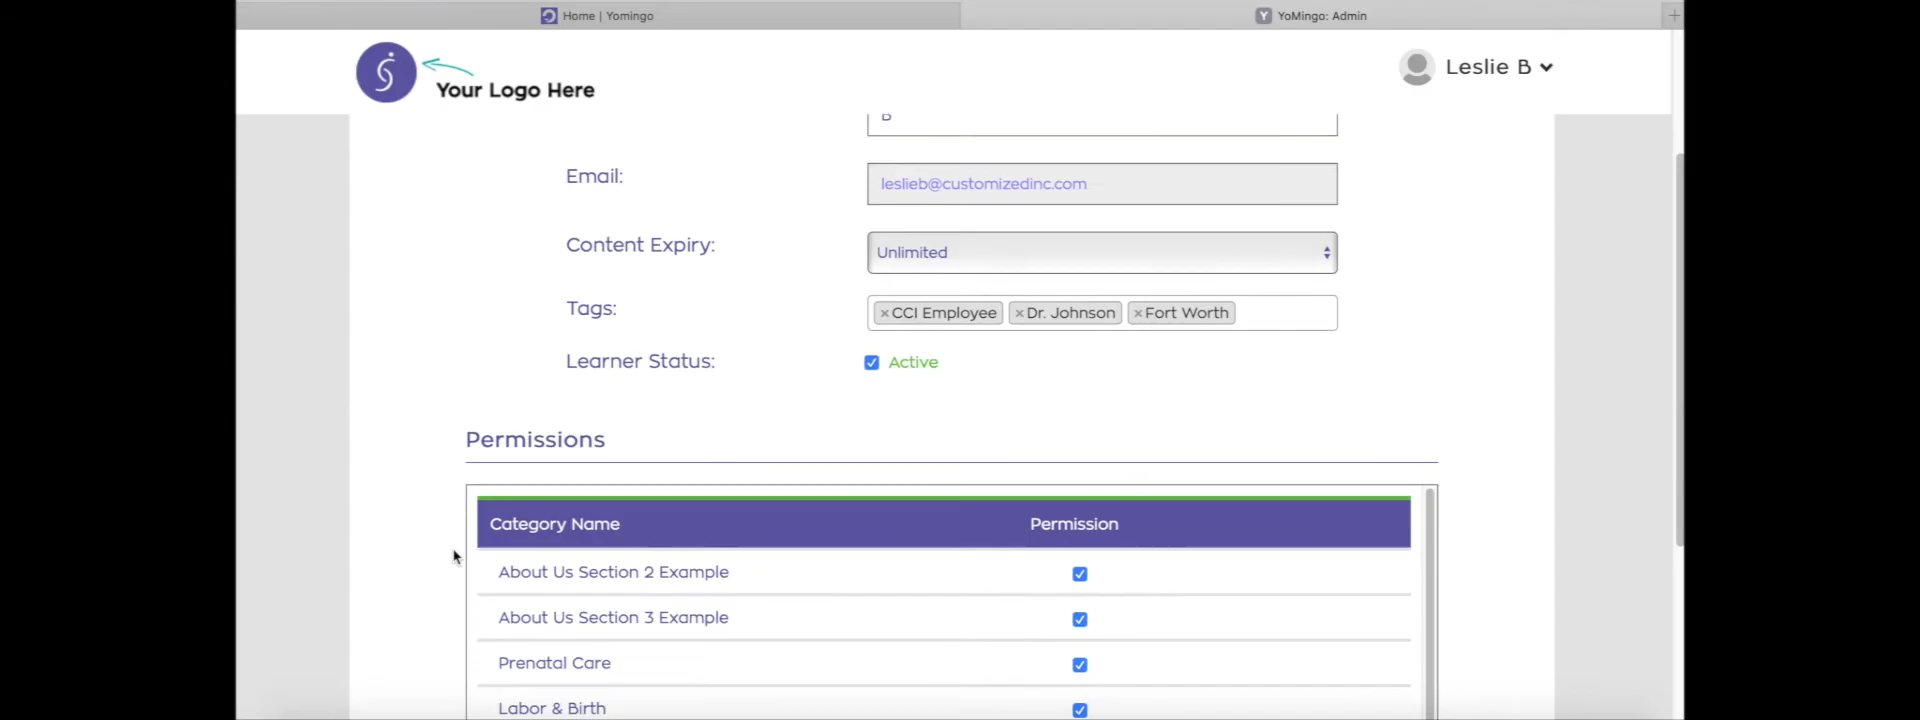 Home | Yomingo
Y YoMingo: Admin
Your Logo Here
Leslie B
B
Email:
leslieb@customizedinc.com
Content Expiry:
Unlimited
Tags:
×CCI Employee ×Dr. Johnson ×Fort Worth
Learner Status:
Active
Permissions
Category Name Permission
About Us Section 2 Example
About Us Section 3 Example
Prenatal Care
Labor & Birth